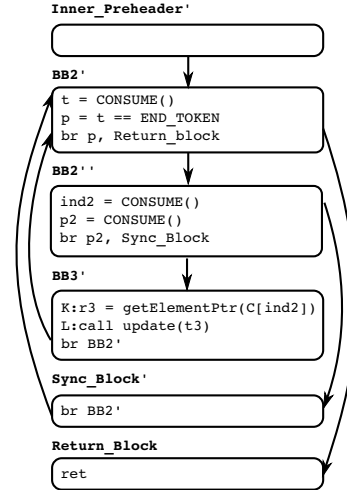 Inner_Preheader'
BB2'
t = CONSUME()
p = t == END_TOKEN
br p, Return_block
BB2''
ind2 = CONSUME()
p2 = CONSUME()
br p2, Sync_Block
BB3'
K:r3 = getElementPtr(C[ind2])
L:call update(t3)
br BB2'
Sync_Block'
br BB2'
Return_Block
ret